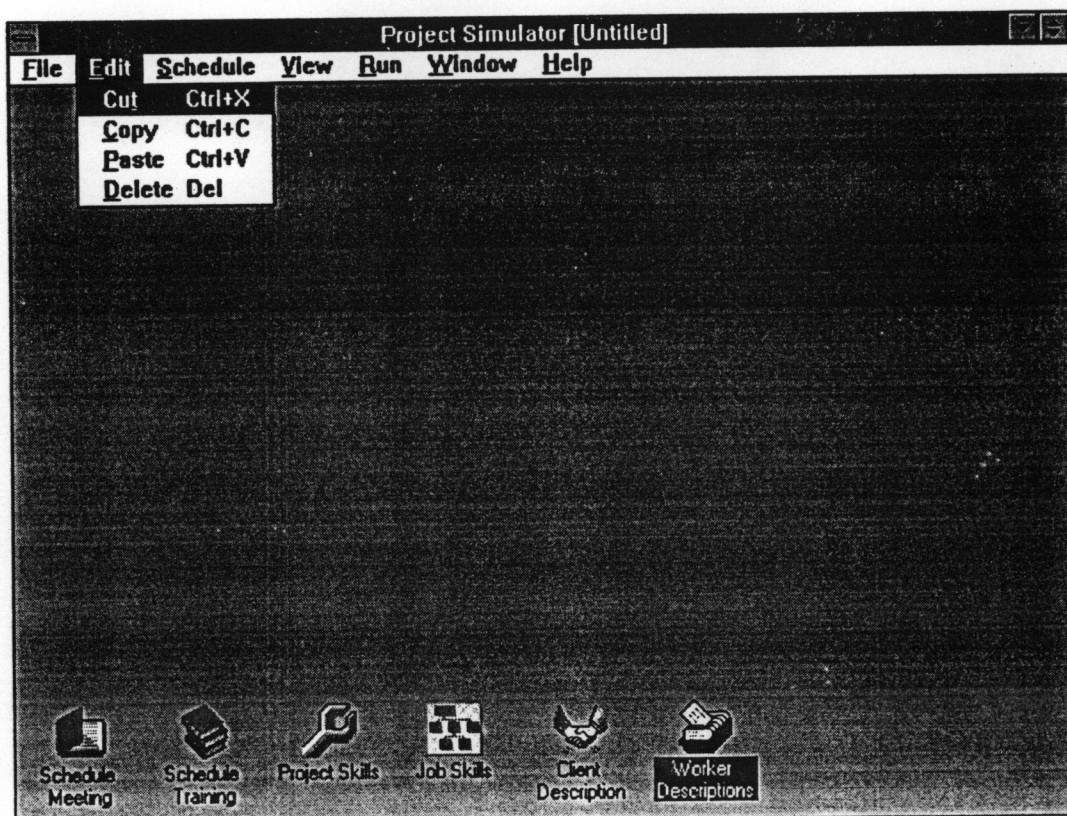 Project Simulator [Untitled]
File Edit Schedule View Run Window Help
Cut Ctrl+X
Copy Ctrl+C
Paste Ctrl+V
Delete Del
Schedule Meeting
Schedule Training
Project Skills
Job Skills
Client Description
Worker Descriptions